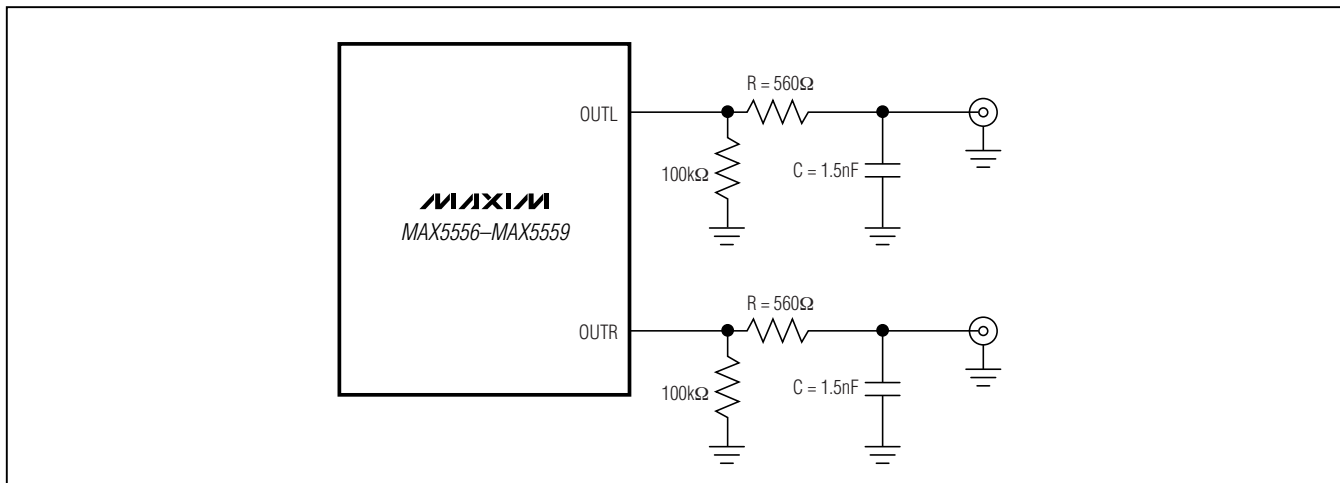 R = 560Ω
OUTL
100kΩ
C = 1.5nF
MAXIM
MAX5556–MAX5559
R = 560Ω
OUTR
100kΩ
C = 1.5nF